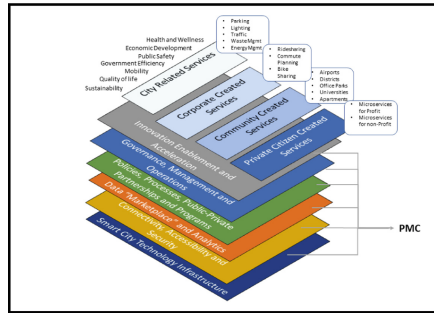 Health and Wellness
Economic Development
Public Safety
Government Efficiency
Mobility
Quality of life
Sustainability
• Parking
• Lighting
• Traffic
• WasteMgmt
• EnergyMgmt
• Ridesharing
• Commute
Planning
• Bike
Sharing
• Airports
• Districts
• Office Parks
• Universities
• Apartments
• Microservices
for Profit
• Microservices
for non-Profit
City Related Services
Corporate Created
Services
Community Created
Services
Private Citizen Created
Services
Innovation Enablement and
Acceleration
Governance, Management and
Operations
Policies, Processes, Public-Private
Partnerships and Programs
Data "Marketplace" and Analytics
Connectivity, Accessibility and
Security
Smart City Technology Infrastructure
PMC